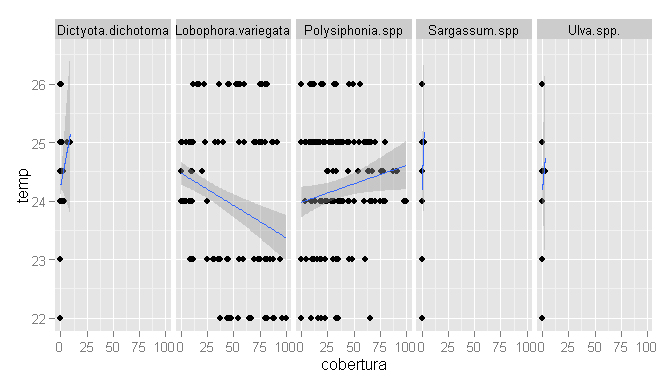 Dictyota.dichotoma Lobophora.variegata Polysiphonia.spp Sargassum.spp Ulva.spp.
26
25
24
23
22
temp
0 25 50 75 100 0 25 50 75 100 0 25 50 75 100 0 25 50 75 100 0 25 50 75 100
cobertura